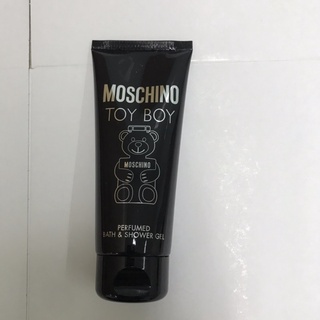 MOSCHINO
TOY BOY
MOSCHINO
PERFUMED
BATH & SHOWER GEL